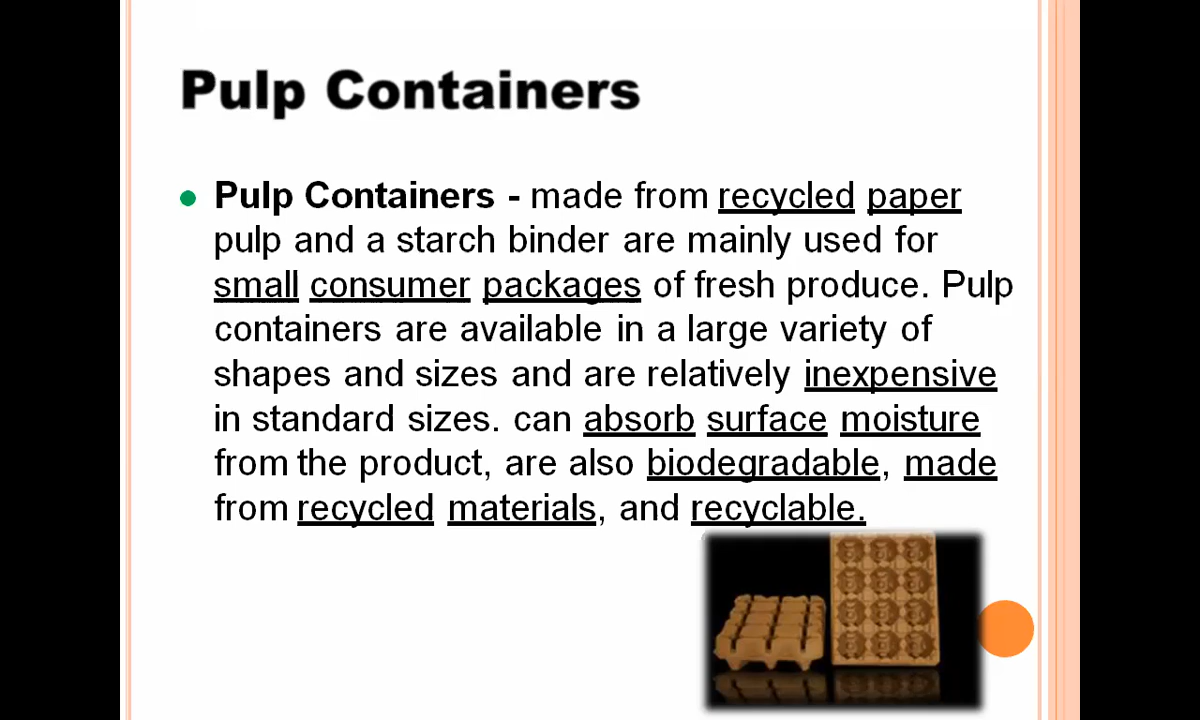 Pulp Containers
Pulp Containers - made from recycled paper
pulp and a starch binder are mainly used for
small consumer packages of fresh produce. Pulp
containers are available in a large variety of
shapes and sizes and are relatively inexpensive
in standard sizes. can absorb surface moisture
from the product, are also biodegradable, made
from recycled materials, and recyclable.